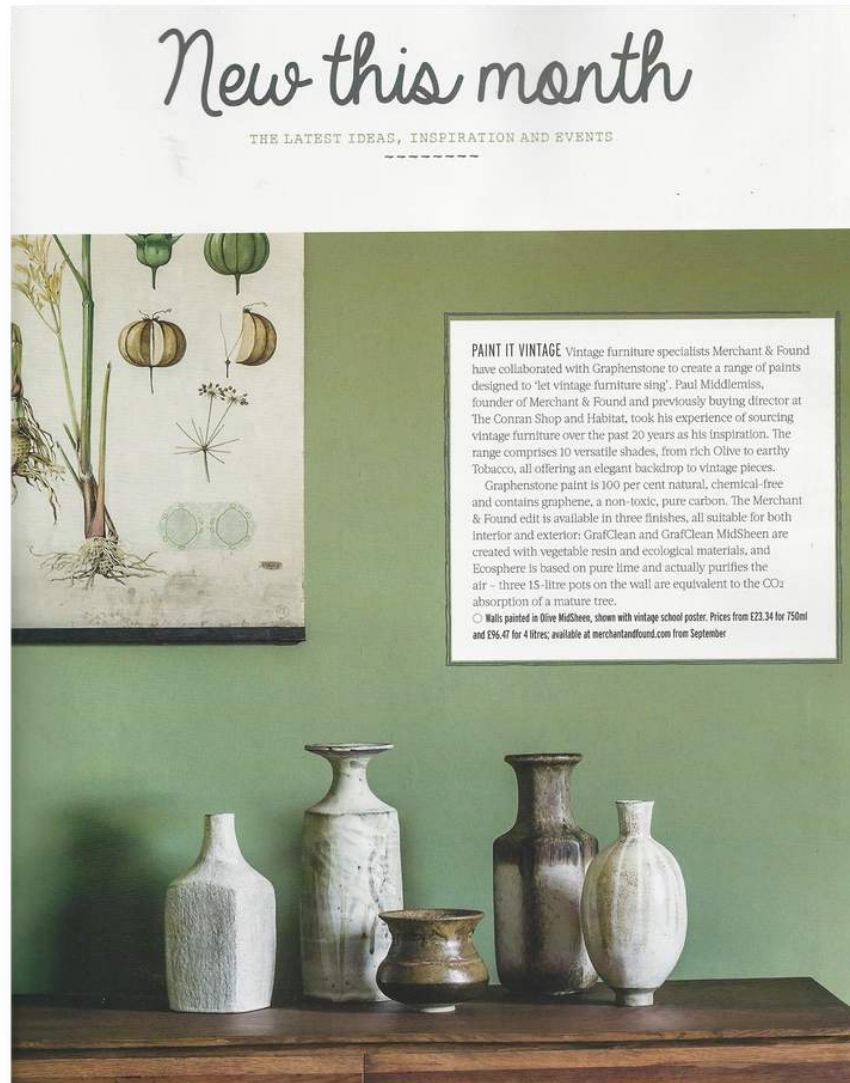 New this month
THE LATEST IDEAS, INSPIRATION AND EVENTS
PAINT IT VINTAGE Vintage furniture specialists Merchant & Found
have collaborated with Graphenstone to create a range of paints
designed to ‘let vintage furniture sing’. Paul Middlemiss,
founder of Merchant & Found and previously buying director at
The Conran Shop and Habitat, took his experience of sourcing
vintage furniture over the past 20 years as his inspiration. The
range comprises 10 versatile shades, from rich Olive to earthy
Tobacco, all offering an elegant backdrop to vintage pieces.
Graphenstone paint is 100 per cent natural, chemical-free
and contains graphene, a non-toxic, pure carbon. The Merchant
& Found edit is available in three finishes, all suitable for both
interior and exterior: GrafClean and GrafClean MidSheen are
created with vegetable resin and ecological materials, and
Ecosphere is based on pure lime and actually purifies the
air – three 15-litre pots on the wall are equivalent to the CO₂
absorption of a mature tree.
○ Walls painted in Olive MidSheen, shown with vintage school poster. Prices from £23.34 for 750ml
and £96.47 for 4 litres; available at merchantandfound.com from September